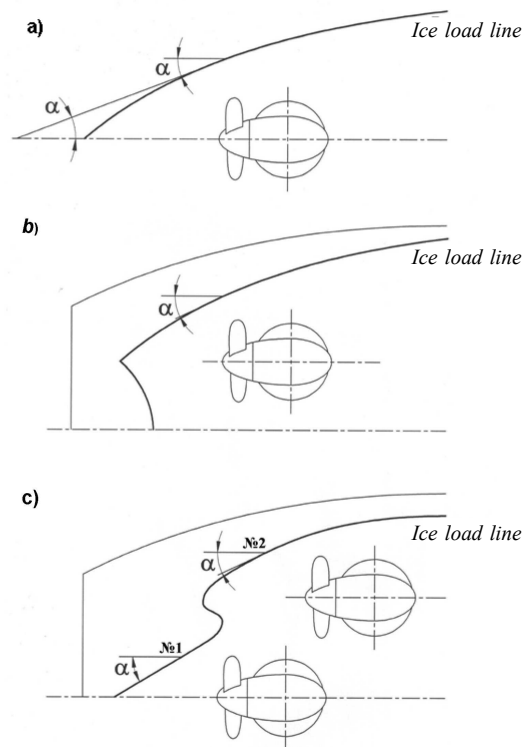 a)
Ice load line
α
α
b)
Ice load line
α
c)
Ice load line
№2
α
№1
α